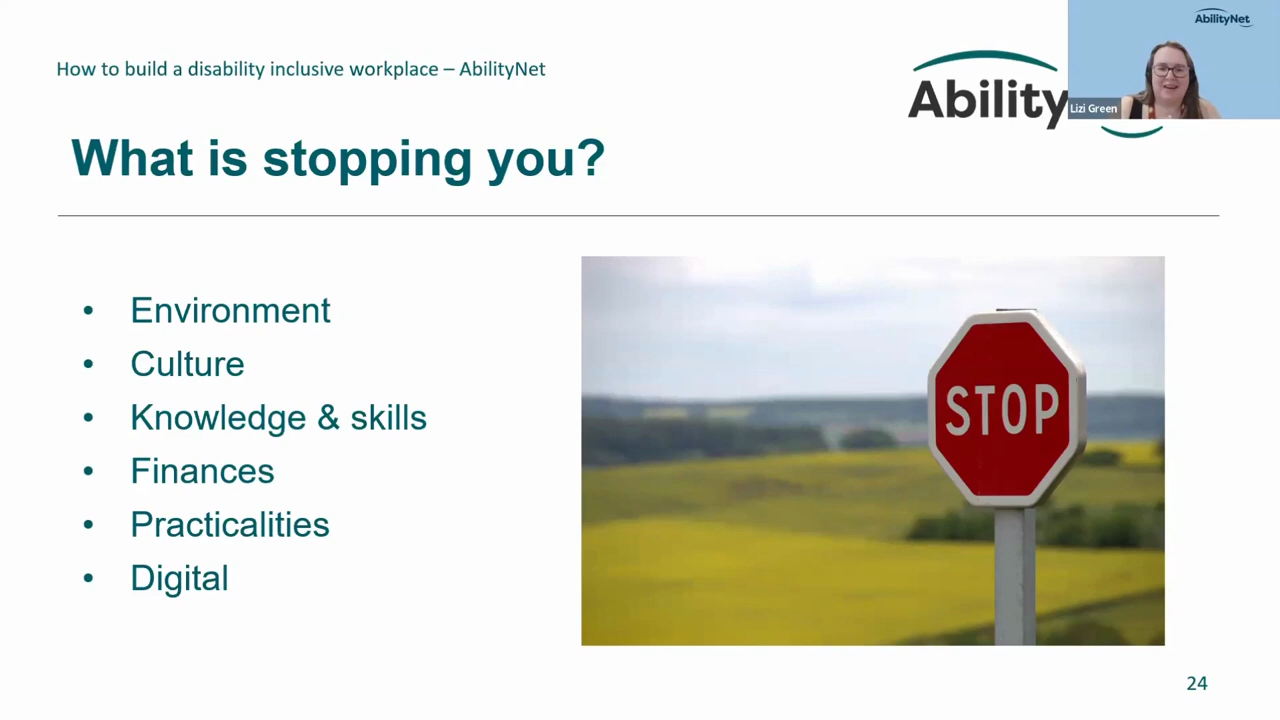 How to build a disability inclusive workplace – AbilityNet
AbilityNet
Ability
Lizi Green
What is stopping you?
• Environment
• Culture
• Knowledge & skills
• Finances
• Practicalities
• Digital
STOP
24